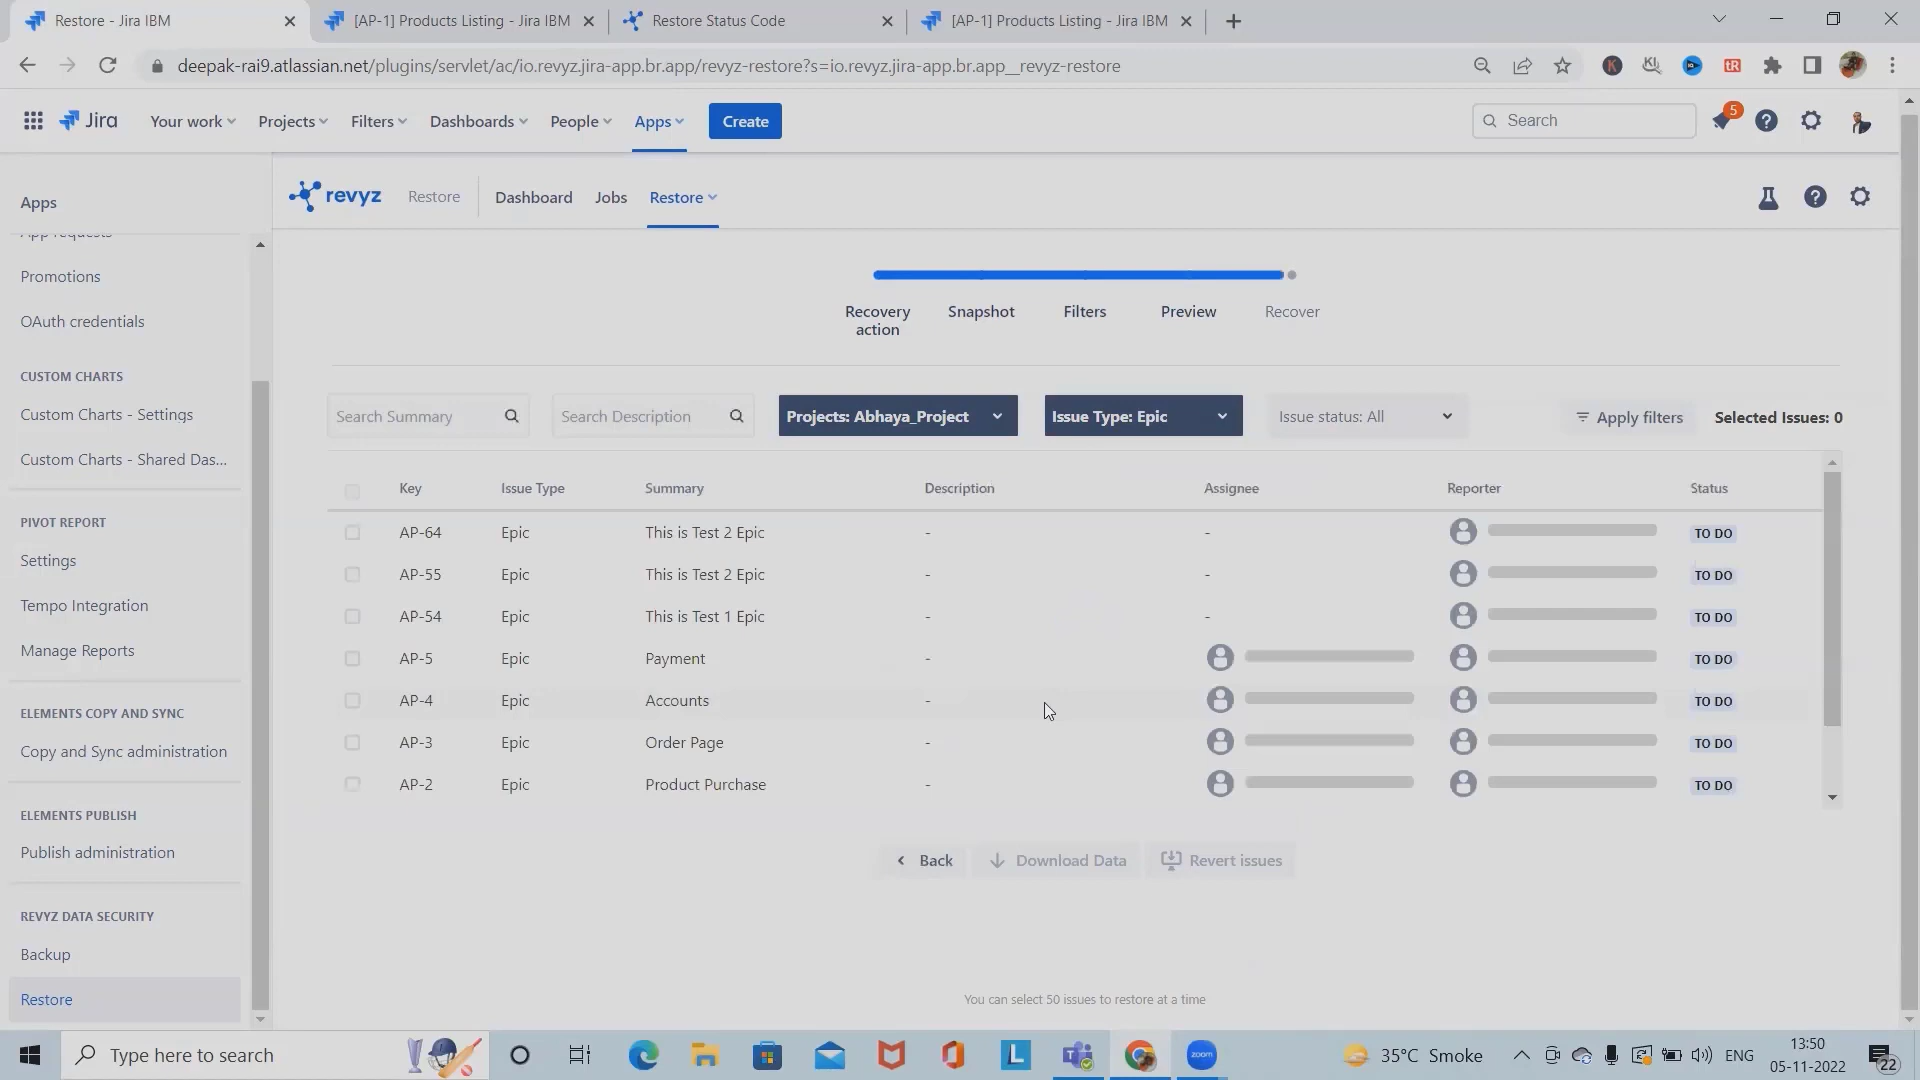 Restore - Jira IBM
[AP-1] Products Listing - Jira IBM
Restore Status Code
[AP-1] Products Listing - Jira IBM
deepak-rai9.atlassian.net/plugins/servlet/ac/io.revyz.jira-app.br.app/revyz-restore?s=io.revyz.jira-app.br.app__revyz-restore
Jira
Your work
Projects
Filters
Dashboards
People
Apps
Create
Search
5
Apps
App requests
Promotions
OAuth credentials
CUSTOM CHARTS
Custom Charts - Settings
Custom Charts - Shared Das...
PIVOT REPORT
Settings
Tempo Integration
Manage Reports
ELEMENTS COPY AND SYNC
Copy and Sync administration
ELEMENTS PUBLISH
Publish administration
REVYZ DATA SECURITY
Backup
Restore
revyz
Restore
Dashboard
Jobs
Restore
Recovery
action
Snapshot
Filters
Preview
Recover
Search Summary
Search Description
Projects: Abhaya_Project
Issue Type: Epic
Issue status: All
Apply filters
Selected Issues: 0
Key Issue Type Summary Description Assignee Reporter Status
AP-64 Epic This is Test 2 Epic - - TO DO
AP-55 Epic This is Test 2 Epic - - TO DO
AP-54 Epic This is Test 1 Epic - - TO DO
AP-5 Epic Payment - TO DO
AP-4 Epic Accounts - TO DO
AP-3 Epic Order Page - TO DO
AP-2 Epic Product Purchase - TO DO
Back
Download Data
Revert issues
You can select 50 issues to restore at a time
Type here to search
zoom
35°C Smoke
ENG
13:50
05-11-2022
22